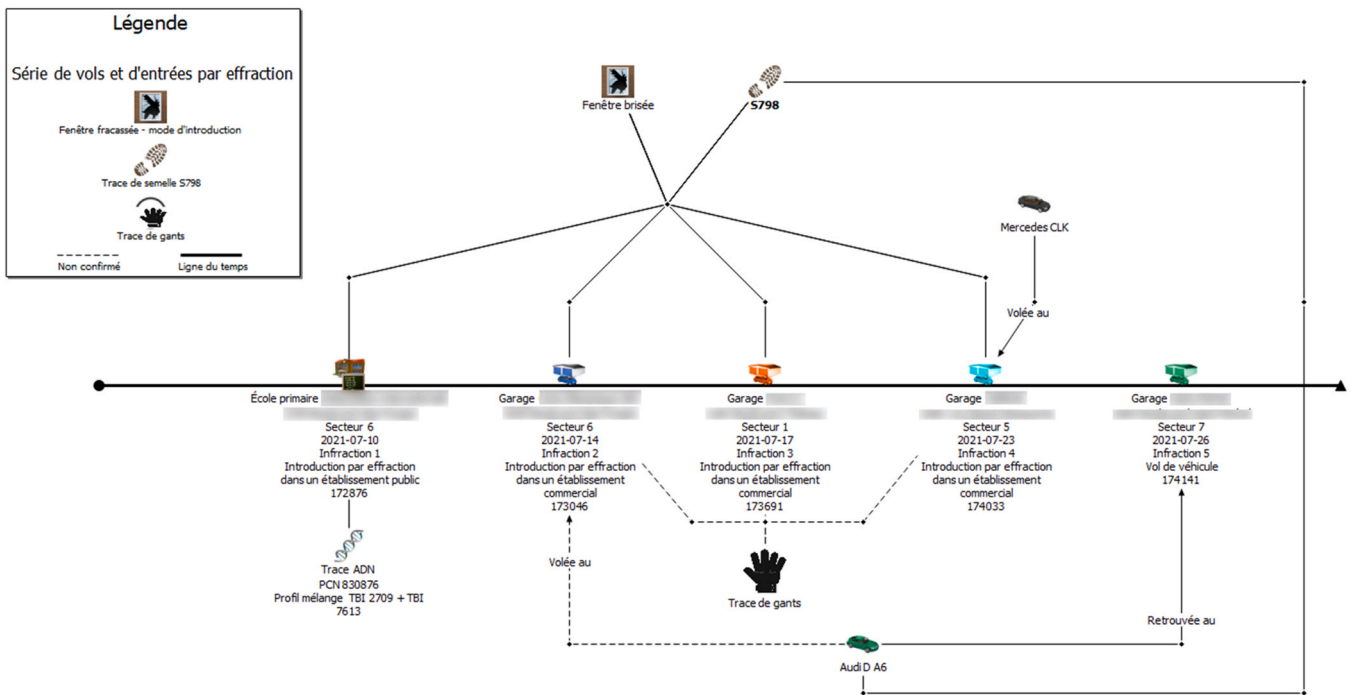 Légende
Série de vols et d'entrées par effraction
Fenêtre fracassée - mode d'introduction
Trace de semelle S798
Trace de gants
Non confirmé
Ligne du temps
Fenêtre brisée
S798
Mercedes CLK
Volée au
École primaire
Secteur 6
2021-07-10
Infraction 1
Introduction par effraction
dans un établissement public
172876
Garage
Secteur 6
2021-07-14
Infraction 2
Introduction par effraction
dans un établissement
commercial
173046
Garage
Secteur 1
2021-07-17
Infraction 3
Introduction par effraction
dans un établissement
commercial
173691
Garage
Secteur 5
2021-07-23
Infraction 4
Introduction par effraction
dans un établissement
commercial
174033
Garage
Secteur 7
2021-07-26
Infraction 5
Vol de véhicule
174141
Trace ADN
PCN 830876
Profil mélange TBI 2709 + TBI
7613
Volée au
Trace de gants
Retrouvée au
AudiD A6